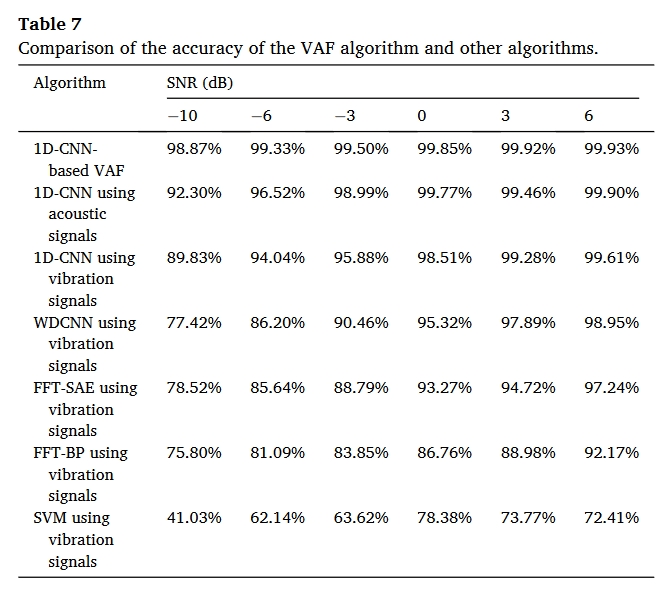 Table 7
Comparison of the accuracy of the VAF algorithm and other algorithms.
Algorithm SNR (dB)
−10 −6 −3 0 3 6
1D-CNN- 98.87% 99.33% 99.50% 99.85% 99.92% 99.93%
based VAF
1D-CNN using 92.30% 96.52% 98.99% 99.77% 99.46% 99.90%
acoustic
signals
1D-CNN using 89.83% 94.04% 95.88% 98.51% 99.28% 99.61%
vibration
signals
WDCNN using 77.42% 86.20% 90.46% 95.32% 97.89% 98.95%
vibration
signals
FFT-SAE using 78.52% 85.64% 88.79% 93.27% 94.72% 97.24%
vibration
signals
FFT-BP using 75.80% 81.09% 83.85% 86.76% 88.98% 92.17%
vibration
signals
SVM using 41.03% 62.14% 63.62% 78.38% 73.77% 72.41%
vibration
signals